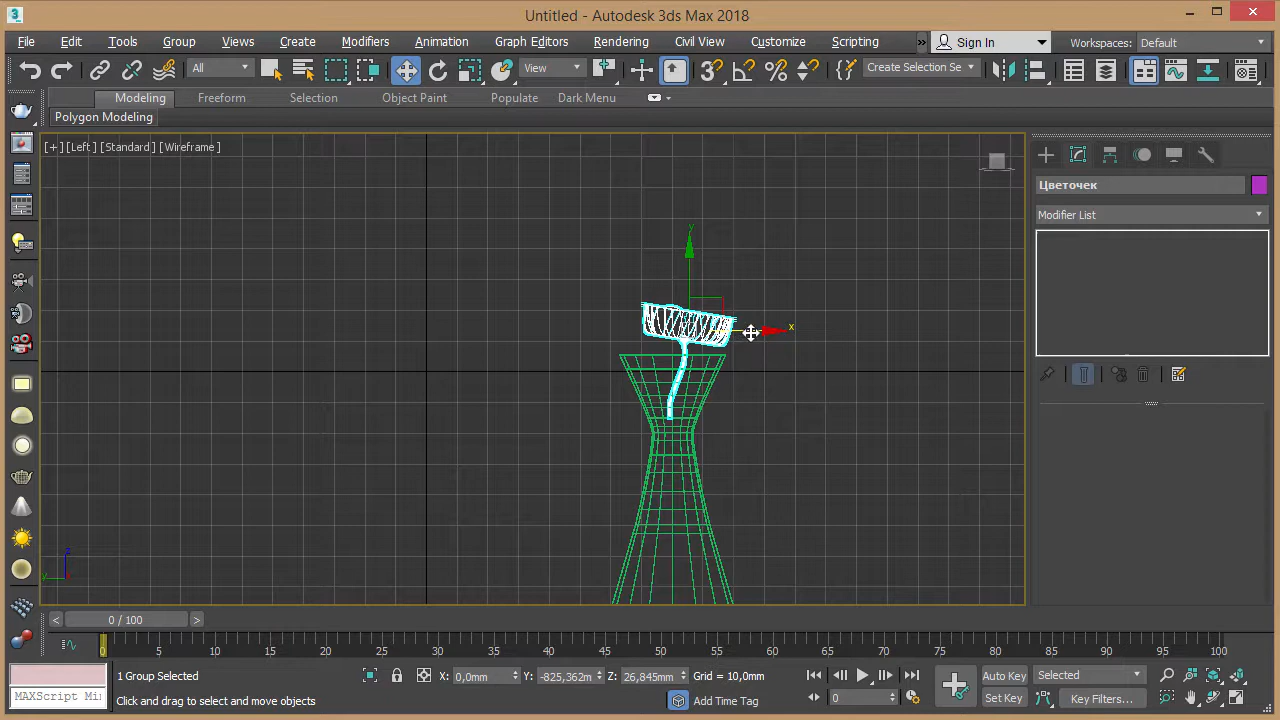 Untitled - Autodesk 3ds Max 2018
File Edit Tools Group Views Create Modifiers Animation Graph Editors Rendering Civil View Customize Scripting » Sign In Workspaces: Default
All View Create Selection Se
Modeling Freeform Selection Object Paint Populate Dark Menu
Polygon Modeling
[+] [Left] [Standard] [Wireframe]
Цветочек
Modifier List
y
x
z
y
< 0 / 100 >
0 5 10 15 20 25 30 35 40 45 50 55 60 65 70 75 80 85 90 95 100
1 Group Selected X: 0,0mm Y: -825,362m Z: 26,845mm Grid = 10,0mm Auto Key Selected
MAXScript Mi Click and drag to select and move objects Add Time Tag 0 Set Key Key Filters...